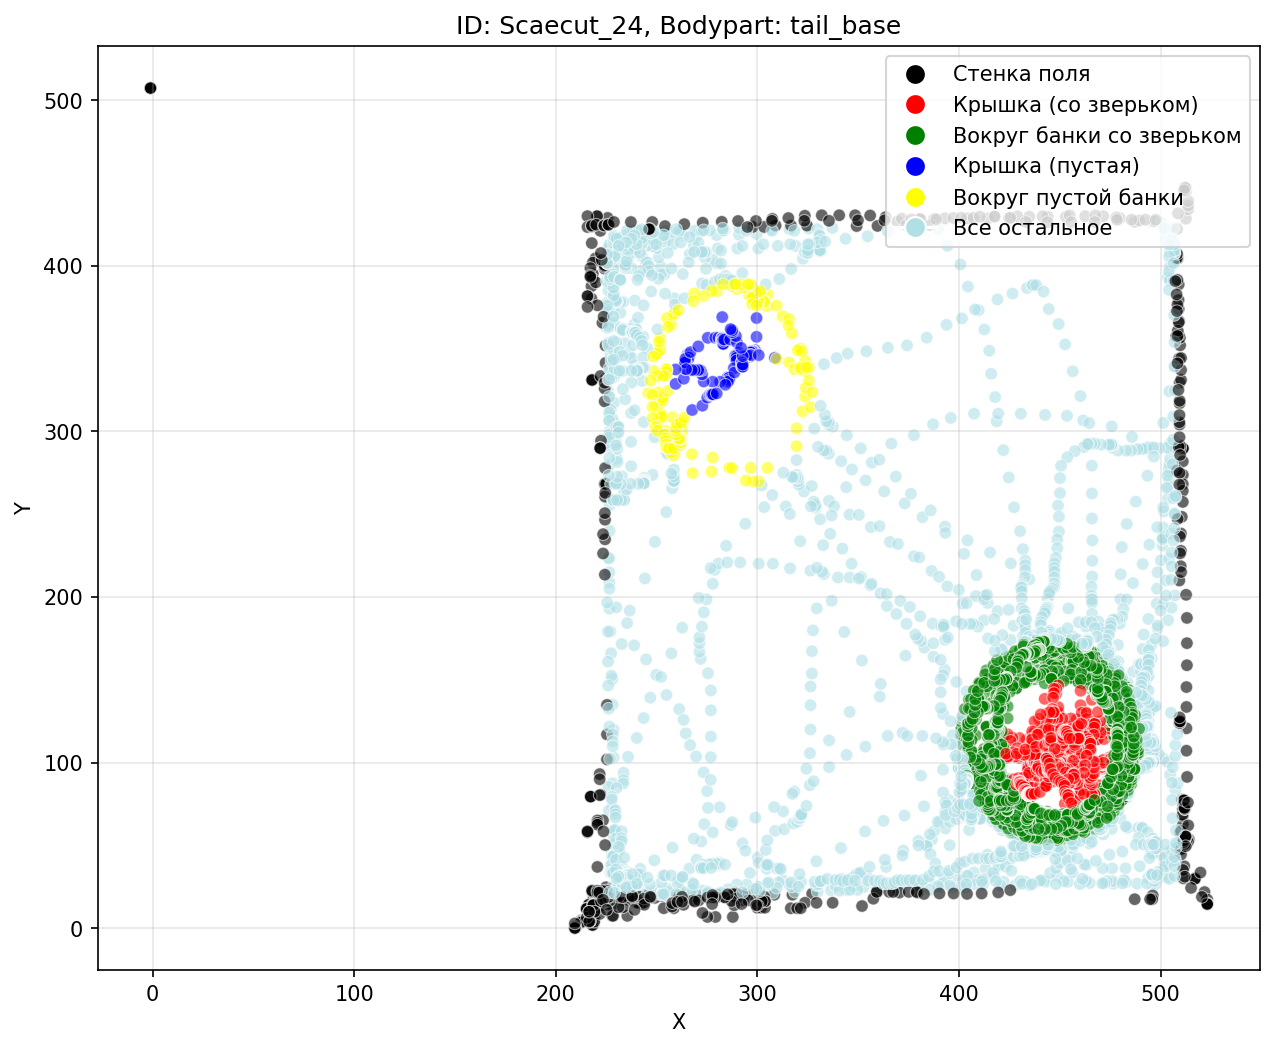 ID: Scaecut_24, Bodypart: tail_base
Стенка поля
Крышка (со зверьком)
Вокруг банки со зверьком
Крышка (пустая)
Вокруг пустой банки
Все остальное
500
400
300
200
100
0
Y
0
100
200
300
400
500
X